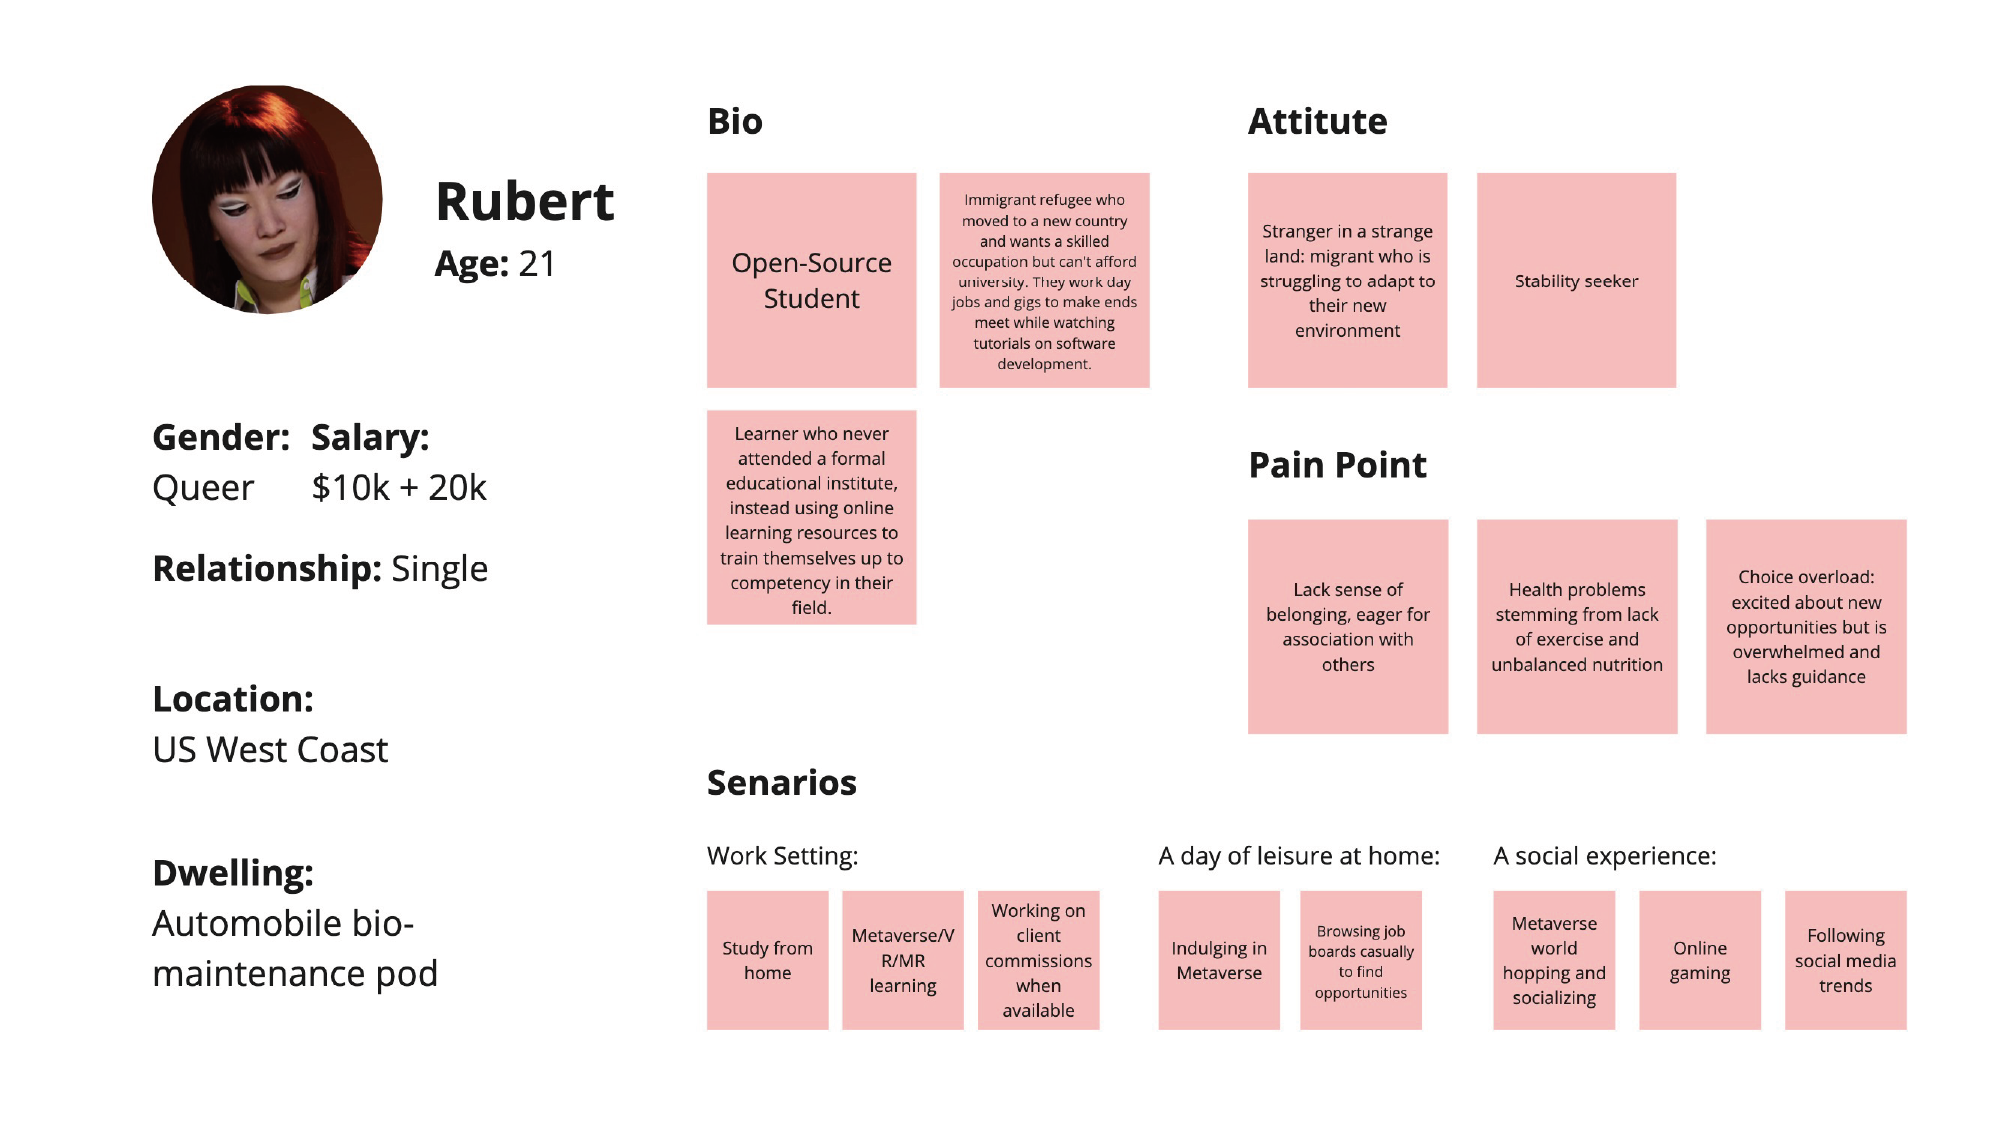 Rubert
Age: 21
Gender: Salary:
Queer $10k + 20k
Relationship: Single
Location:
US West Coast
Dwelling:
Automobile bio-
maintenance pod
Bio
Open-Source
Student
Immigrant refugee who
moved to a new country
and wants a skilled
occupation but can't afford
university. They work day
jobs and gigs to make ends
meet while watching
tutorials on software
development.
Learner who never
attended a formal
educational institute,
instead using online
learning resources to
train themselves up to
competency in their
field.
Attitute
Stranger in a strange
land: migrant who is
struggling to adapt to
their new
environment
Stability seeker
Pain Point
Lack sense of
belonging, eager for
association with
others
Health problems
stemming from lack
of exercise and
unbalanced nutrition
Choice overload:
excited about new
opportunities but is
overwhelmed and
lacks guidance
Senarios
Work Setting:
Study from
home
Metaverse/V
R/MR
learning
Working on
client
commissions
when
available
A day of leisure at home:
Indulging in
Metaverse
Browsing job
boards casually
to find
opportunities
A social experience:
Metaverse
world
hopping and
socializing
Online
gaming
Following
social media
trends